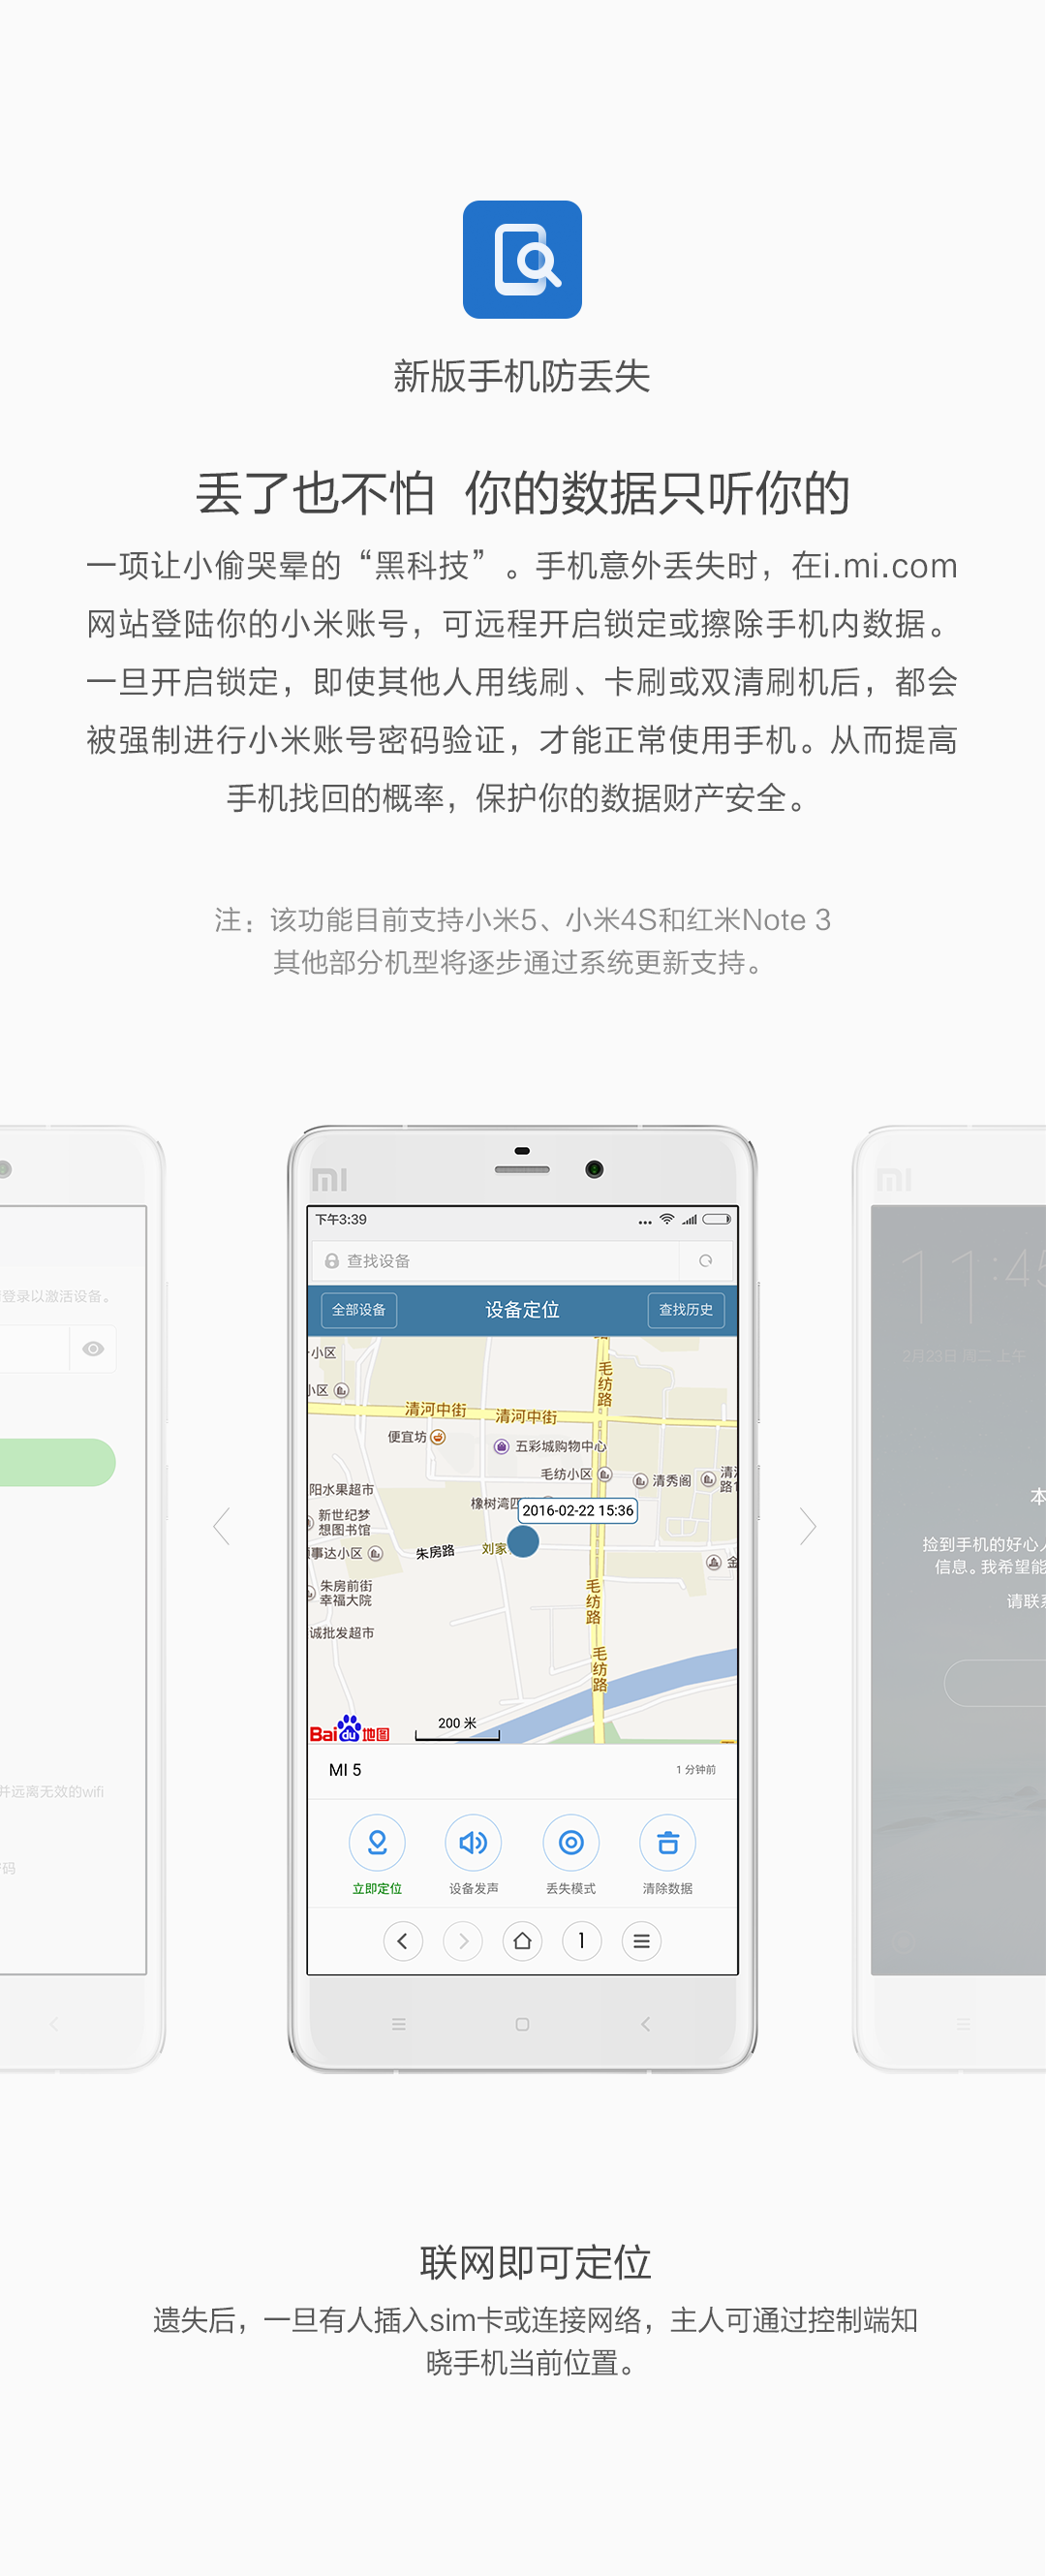 新版手机防丢失
丢了也不怕 你的数据只听你的
一项让小偷哭晕的“黑科技”。手机意外丢失时，在i.mi.com
网站登陆你的小米账号，可远程开启锁定或擦除手机内数据。
一旦开启锁定，即使其他人用线刷、卡刷或双清刷机后，都会
被强制进行小米账号密码验证，才能正常使用手机。从而提高
手机找回的概率，保护你的数据财产安全。
注：该功能目前支持小米5、小米4S和红米Note 3
其他部分机型将逐步通过系统更新支持。
登录以激活设备。
并远离无效的wifi
码
MI
下午3:39
查找设备
全部设备
设备定位
查找历史
小区
毛纺路
小区
清河中街
清河中街
便宜坊
五彩城购物中心
毛纺小区
清秀阁
清
路
阳水果超市
橡树湾四
2016-02-22 15:36
新世纪梦
想图书馆
事达小区
朱房路
刘家
金
朱房前街
幸福大院
毛纺路
诚批发超市
毛纺路
Bai du 地图
200 米
MI 5
1 分钟前
立即定位
设备发声
丢失模式
清除数据
1
MI
11:45
2月23日 周二 上午
本
捡到手机的好心人
信息。我希望能
请联系
联网即可定位
遗失后，一旦有人插入sim卡或连接网络，主人可通过控制端知
晓手机当前位置。